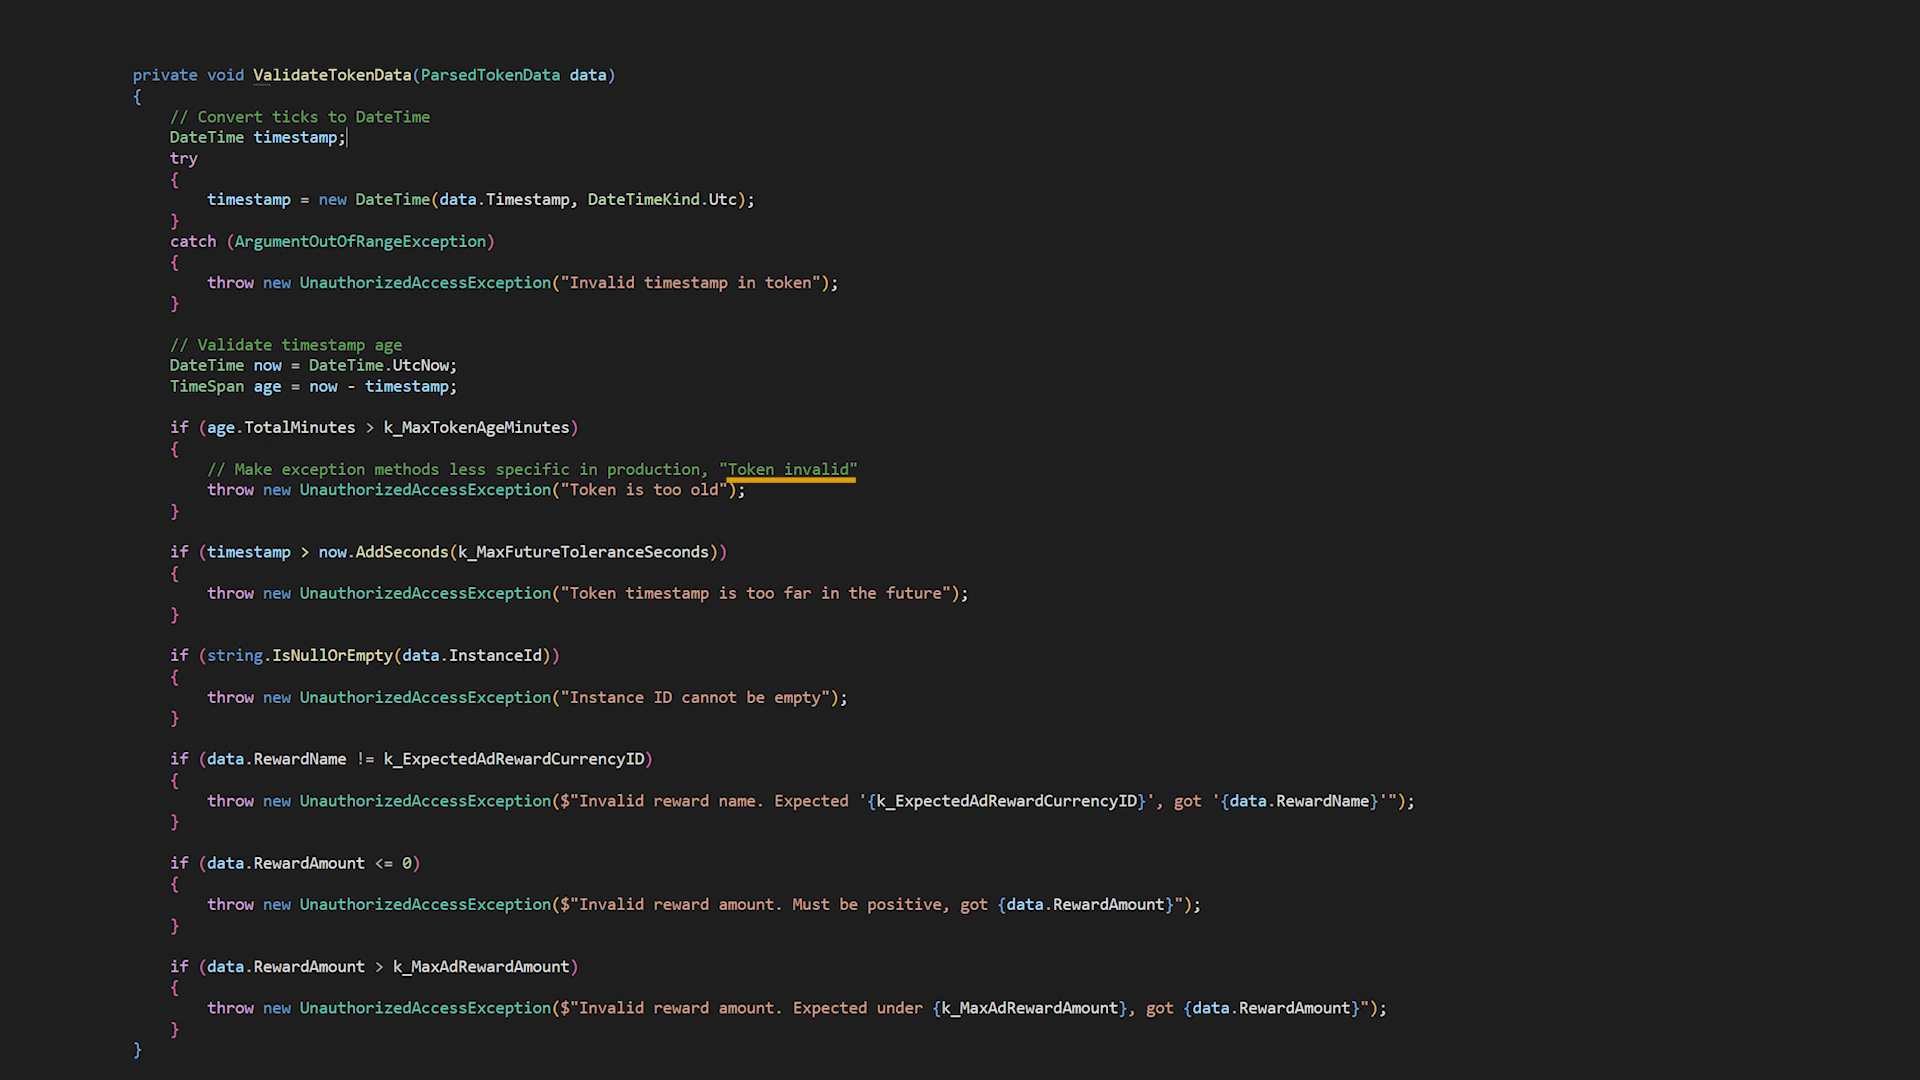 private void ValidateTokenData(ParsedTokenData data)
{
    // Convert ticks to DateTime
    DateTime timestamp;
    try
    {
        timestamp = new DateTime(data.Timestamp, DateTimeKind.Utc);
    }
    catch (ArgumentOutOfRangeException)
    {
        throw new UnauthorizedAccessException("Invalid timestamp in token");
    }

    // Validate timestamp age
    DateTime now = DateTime.UtcNow;
    TimeSpan age = now - timestamp;

    if (age.TotalMinutes > k_MaxTokenAgeMinutes)
    {
        // Make exception methods less specific in production, "Token invalid"
        throw new UnauthorizedAccessException("Token is too old");
    }

    if (timestamp > now.AddSeconds(k_MaxFutureToleranceSeconds))
    {
        throw new UnauthorizedAccessException("Token timestamp is too far in the future");
    }

    if (string.IsNullOrEmpty(data.InstanceId))
    {
        throw new UnauthorizedAccessException("Instance ID cannot be empty");
    }

    if (data.RewardName != k_ExpectedAdRewardCurrencyID)
    {
        throw new UnauthorizedAccessException($"Invalid reward name. Expected '{k_ExpectedAdRewardCurrencyID}', got '{data.RewardName}'");
    }

    if (data.RewardAmount <= 0)
    {
        throw new UnauthorizedAccessException($"Invalid reward amount. Must be positive, got {data.RewardAmount}");
    }

    if (data.RewardAmount > k_MaxAdRewardAmount)
    {
        throw new UnauthorizedAccessException($"Invalid reward amount. Expected under {k_MaxAdRewardAmount}, got {data.RewardAmount}");
    }
}